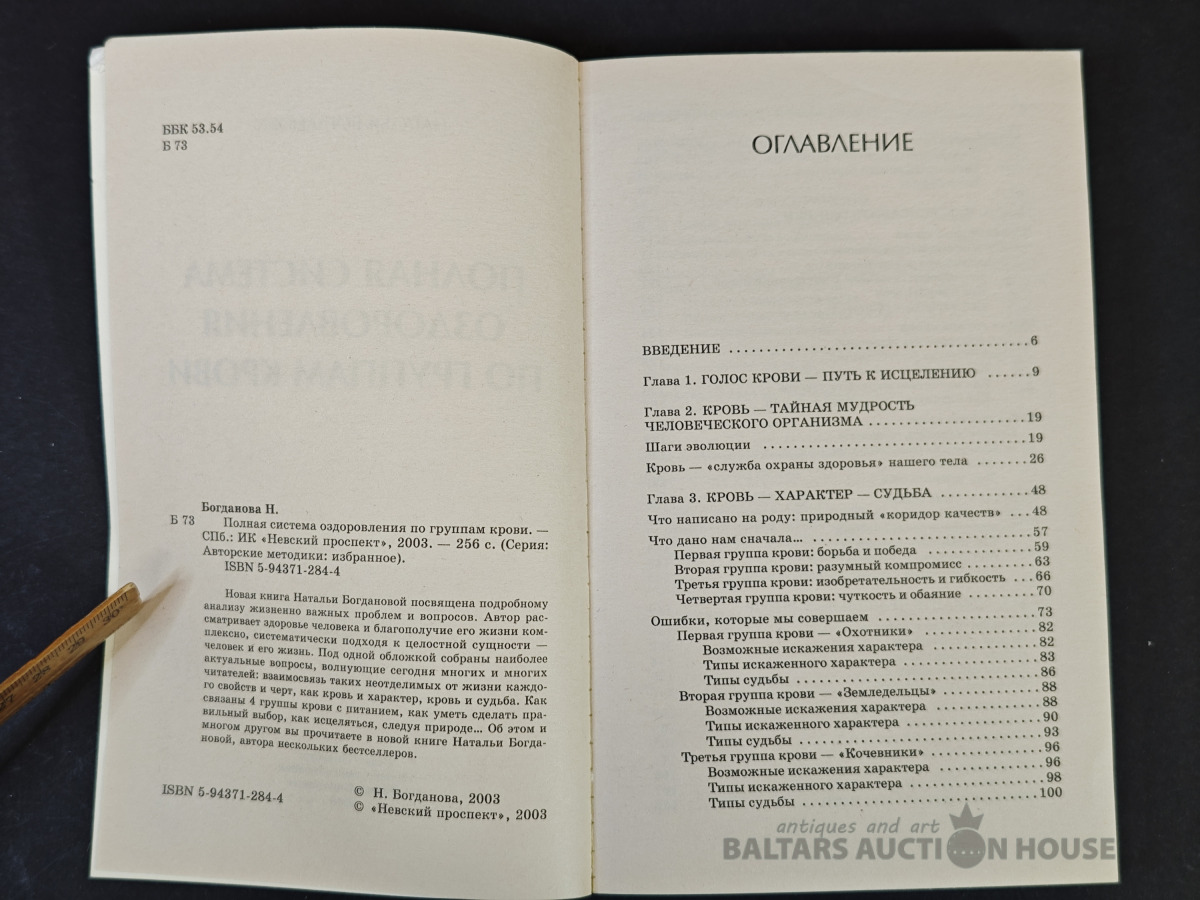 ББК 53.54
Б 73
Богданова Н.
Б 73
Полная система оздоровления по группам крови. —
СПб.: ИК «Невский проспект», 2003. — 256 с. (Серия:
Авторские методики: избранное).
ISBN 5-94371-284-4
Новая книга Натальи Богдановой посвящена подробному
анализу жизненно важных проблем и вопросов. Автор рас-
сматривает здоровье человека и благополучие его жизни ком-
плексно, систематически подходя к целостной сущности —
человек и его жизнь. Под одной обложкой собраны наиболее
актуальные вопросы, волнующие сегодня многих и многих
читателей: взаимосвязь таких неотделимых от жизни каждо-
го свойств и черт, как кровь и характер, кровь и судьба. Как
связаны 4 группы крови с питанием, как уметь сделать пра-
вильный выбор, как исцеляться, следуя природе... Об этом и
многом другом вы прочитаете в новой книге Натальи Богда-
новой, автора нескольких бестселлеров.
ISBN 5-94371-284-4
© Н. Богданова, 2003
© «Невский проспект», 2003
ОГЛАВЛЕНИЕ
ВВЕДЕНИЕ ........ 6
Глава 1. ГОЛОС КРОВИ — ПУТЬ К ИСЦЕЛЕНИЮ ...... 9
Глава 2. КРОВЬ — ТАЙНАЯ МУДРОСТЬ
ЧЕЛОВЕЧЕСКОГО ОРГАНИЗМА ........ 19
Шаги эволюции ........ 19
Кровь — «служба охраны здоровья» нашего тела ....... 26
Глава 3. КРОВЬ — ХАРАКТЕР — СУДЬБА ........ 48
Что написано на роду: природный «коридор качеств» ... 48
Что дано нам сначала... ........ 57
Первая группа крови: борьба и победа ........ 59
Вторая группа крови: разумный компромисс ........ 63
Третья группа крови: изобретательность и гибкость ... 66
Четвертая группа крови: чуткость и обаяние ........ 70
Ошибки, которые мы совершаем ........ 73
Первая группа крови — «Охотники» ........ 82
Возможные искажения характера ........ 82
Типы искаженного характера ........ 83
Типы судьбы ........ 86
Вторая группа крови — «Земледельцы» ........ 88
Возможные искажения характера ........ 88
Типы искаженного характера ........ 90
Типы судьбы ........ 93
Третья группа крови — «Кочевники» ........ 96
Возможные искажения характера ........ 96
Типы искаженного характера ........ 98
Типы судьбы ........ 100
antiques and art
BALTARS AUCTION HOUSE